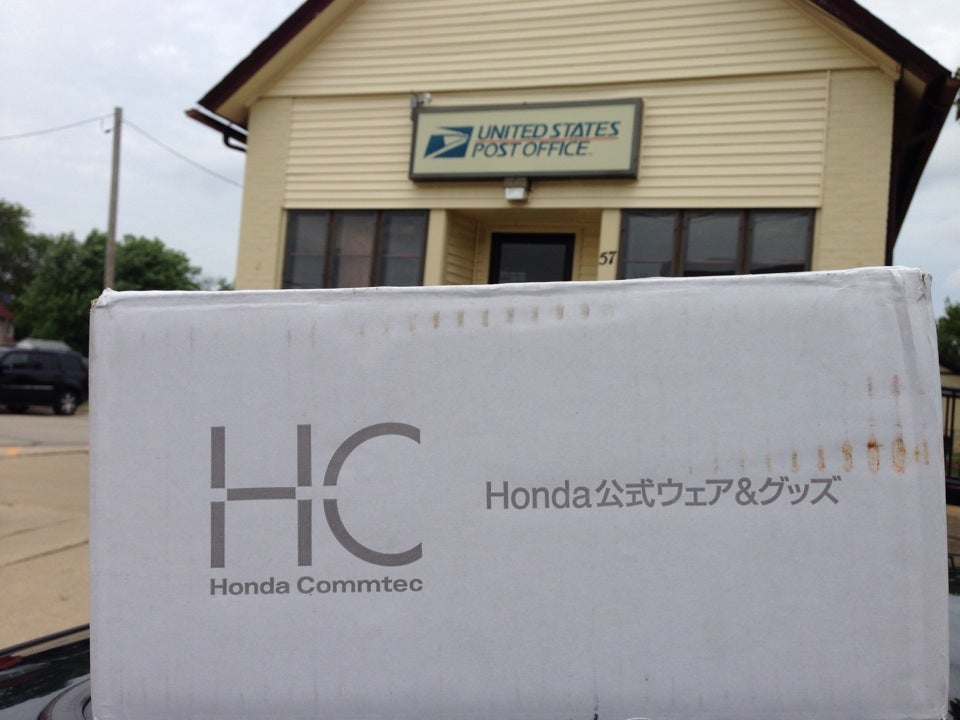 UNITED STATES
POST OFFICE
57
HC
Honda Commtec
Honda公式ウェア&グッズ